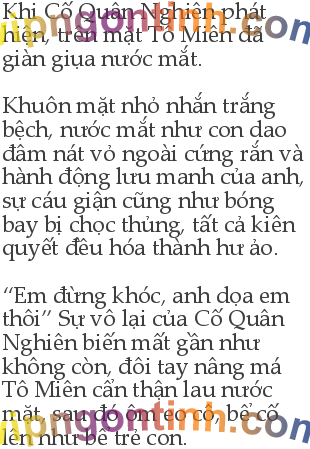 Khi Cố Quân Nghiên phát
hiện, trên mặt Tô Miên đã
giàn giụa nước mắt.
Khuôn mặt nhỏ nhắn trắng
bệch, nước mắt như con dao
đâm nát vỏ ngoài cứng rắn và
hành động lưu manh của anh,
sự cáu giận cũng như bóng
bay bị chọc thủng, tất cả kiên
quyết đều hóa thành hư ảo.
“Em đừng khóc, anh dọa em
thôi” Sự vô lại của Cố Quân
Nghiên biến mất gần như
không còn, đôi tay nâng má
Tô Miên cẩn thận lau nước
mắt, sau đó ôm eo cô, bế cô
lên như bế trẻ con.